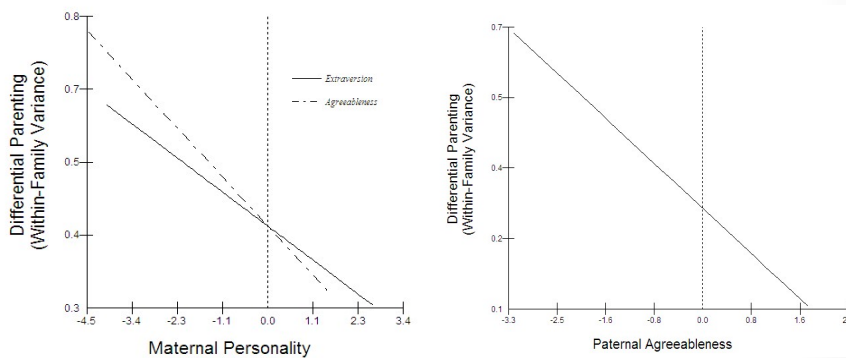 0.8
0.7
0.5
0.4
0.3
Differential Parenting
(Within-Family Variance)
Extraversion
Agreeableness
-4.5 -3.4 -2.3 -1.1 0.0 1.1 2.3 3.4
Maternal Personality
0.7
0.5
0.4
0.2
0.1
Differential Parenting
(Within-Family Variance)
-3.3 -2.5 -1.6 -0.8 0.0 0.8 1.6
Paternal Agreeableness